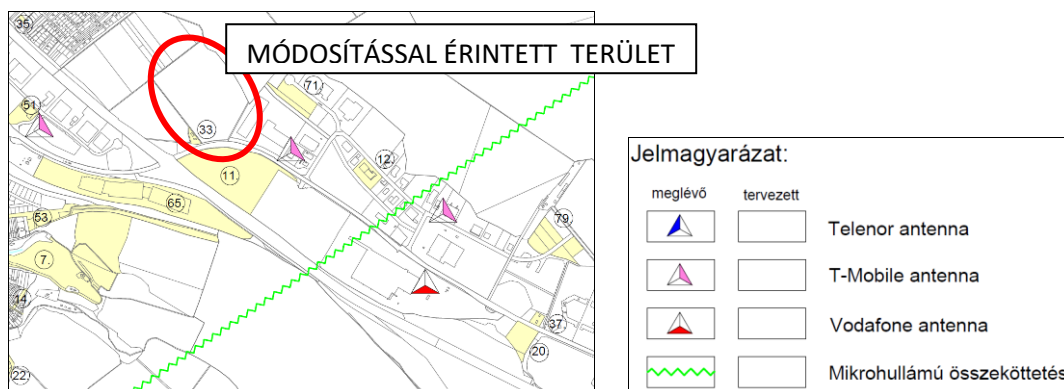 MÓDOSÍTÁSSAL ÉRINTETT TERÜLET
35
51
33
71
11
12
65
53
79
7.
14
37
20
22
Jelmagyarázat:
meglévő tervezett
Telenor antenna
T-Mobile antenna
Vodafone antenna
Mikrohullámú összeköttetés